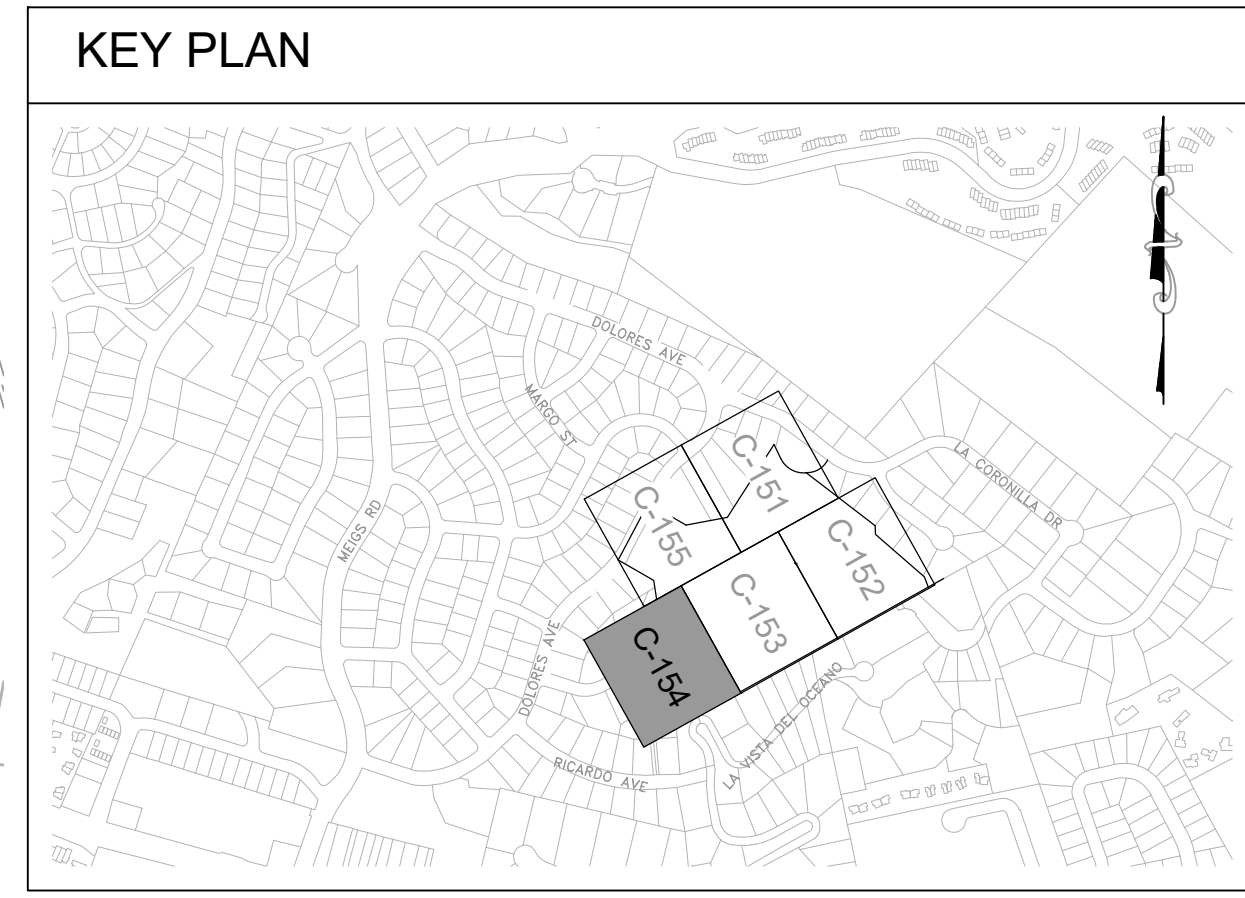 KEY PLAN
DOLORES AVE
MARGO ST
C-151
LA CORONILLA DR
C-155
MEIGS RD
C-152
C-153
DOLORES AVE
C-154
LA VISTA DEL OCEANO
RICARDO AVE